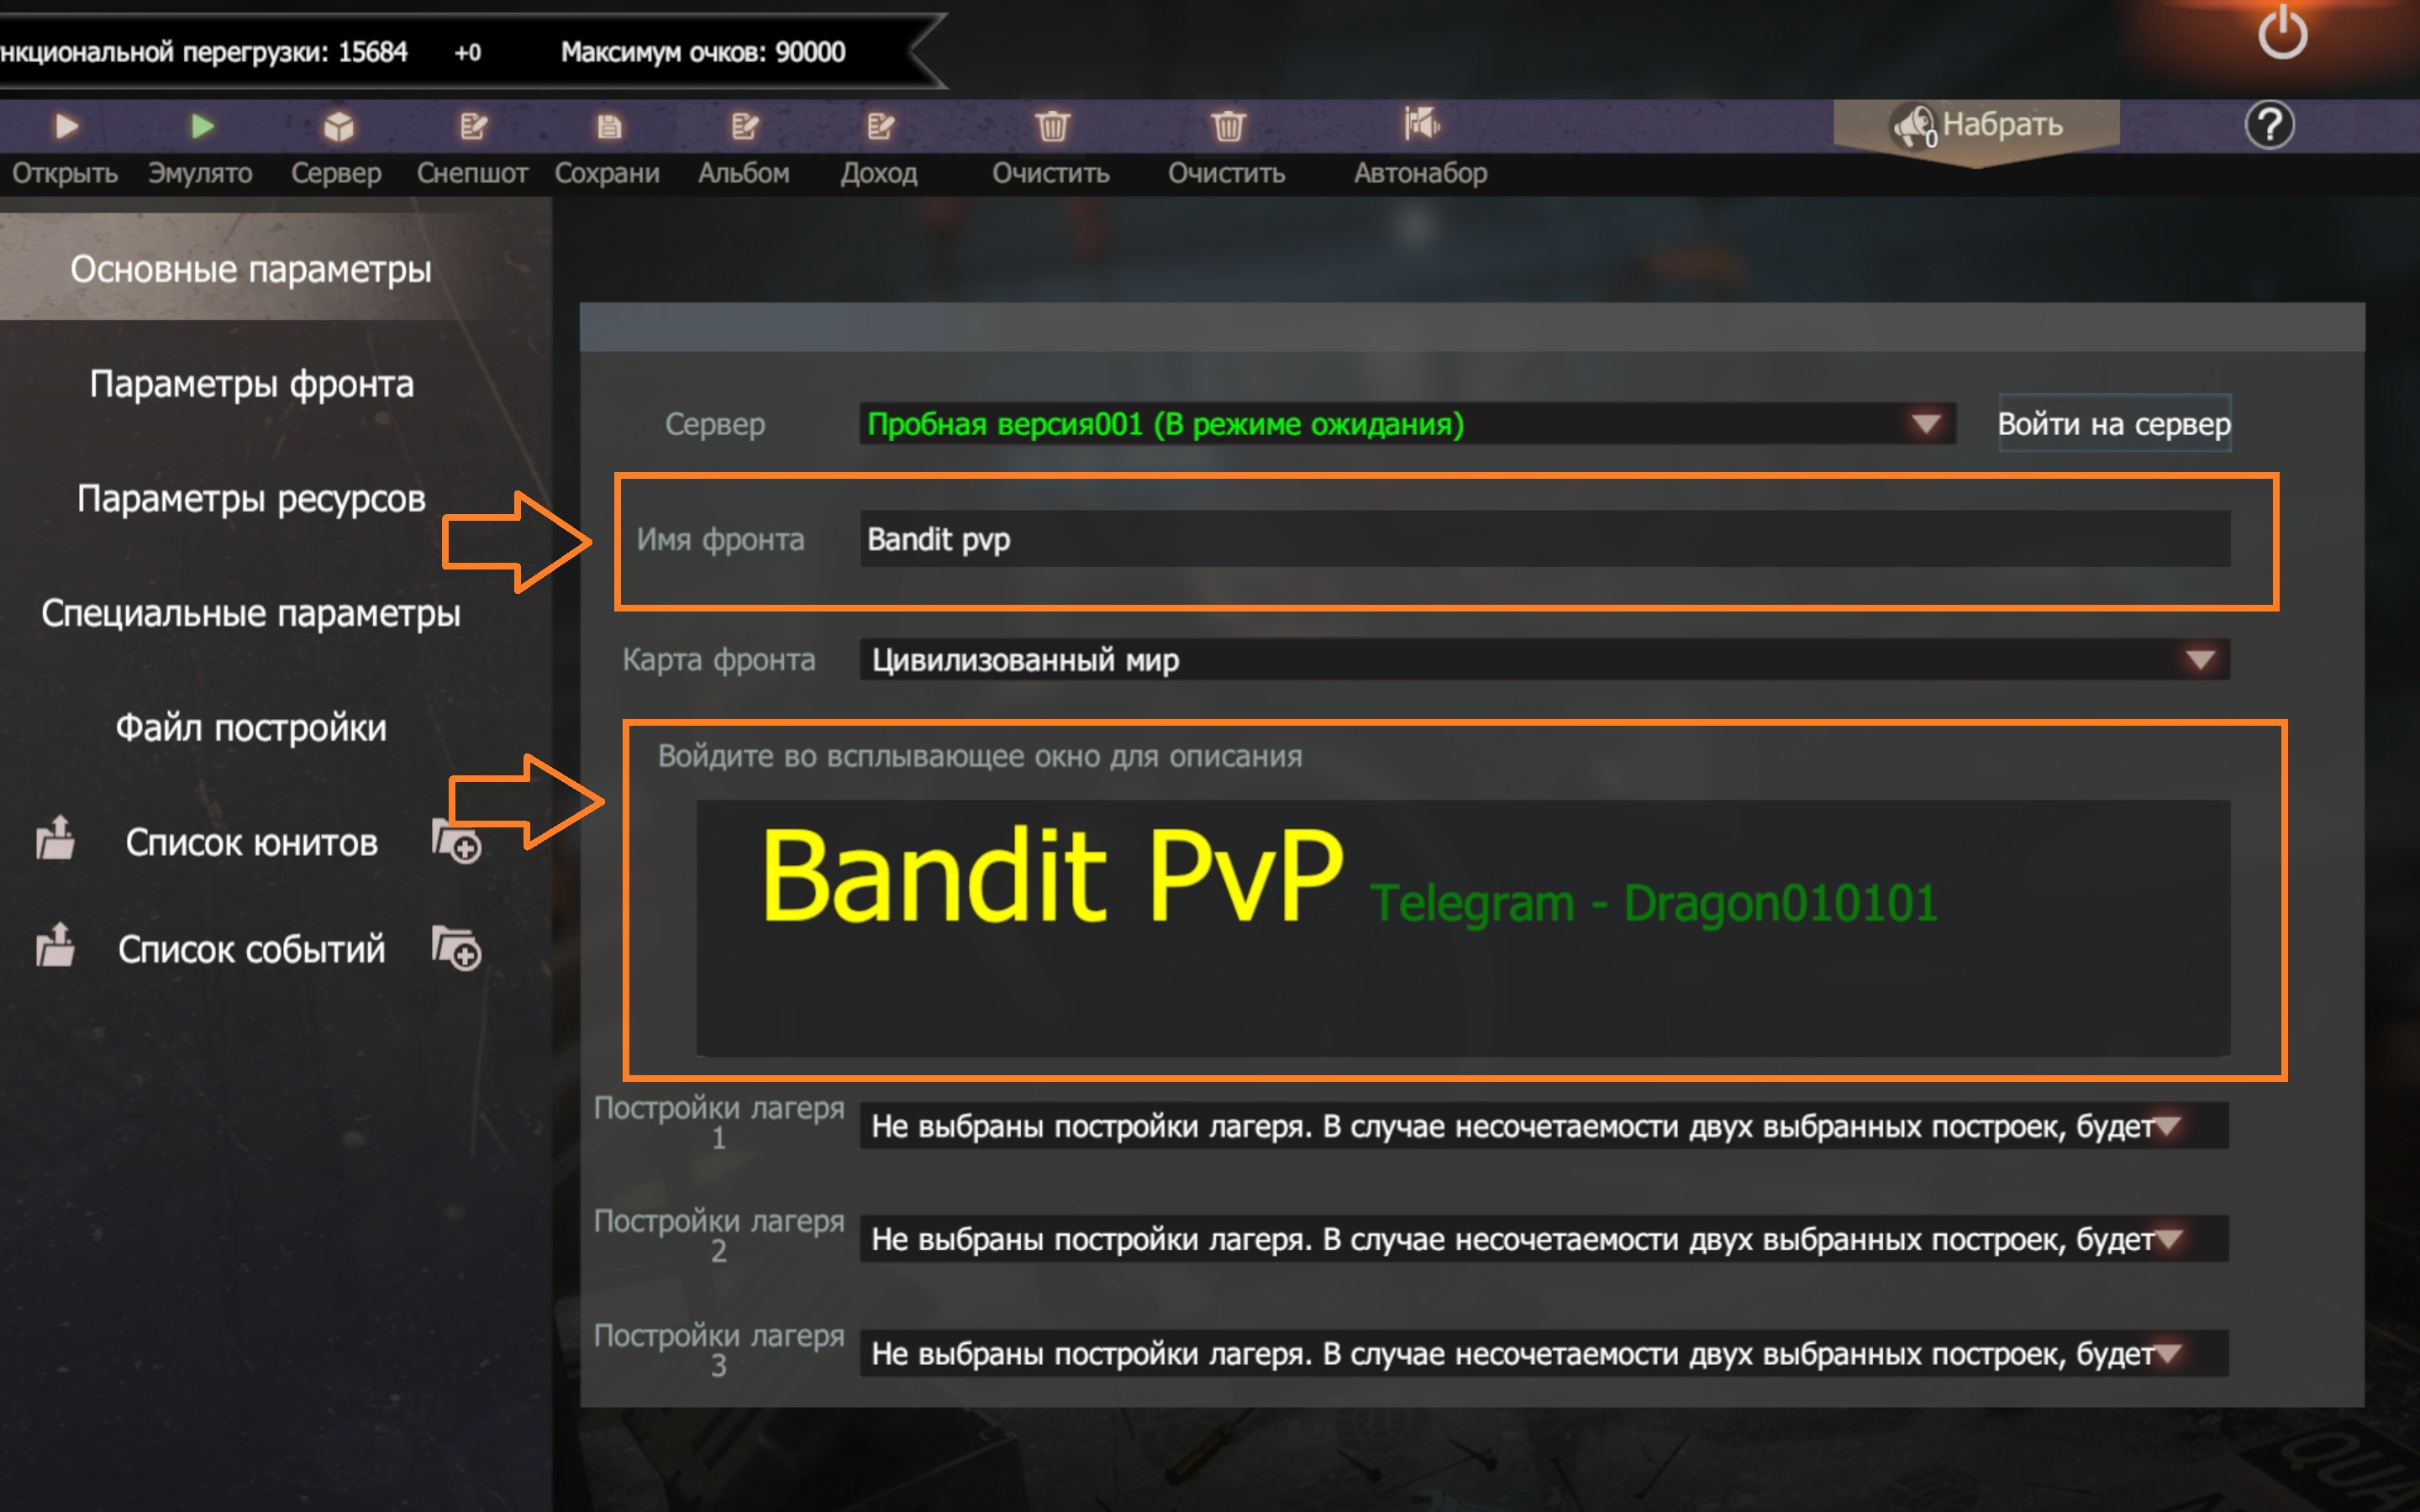 нкциональной перегрузки: 15684 +0 Максимум очков: 90000
0 Набрать ?
Открыть Эмулято Сервер Снепшот Сохрани Альбом Доход Очистить Очистить Автонабор
Основные параметры
Параметры фронта
Параметры ресурсов
Специальные параметры
Файл постройки
Список юнитов
Список событий
Сервер Пробная версия001 (В режиме ожидания) Войти на сервер
Имя фронта Bandit pvp
Карта фронта Цивилизованный мир
Войдите во всплывающее окно для описания
Bandit PvP Telegram - Dragon010101
Постройки лагеря 1 Не выбраны постройки лагеря. В случае несочетаемости двух выбранных построек, будет
Постройки лагеря 2 Не выбраны постройки лагеря. В случае несочетаемости двух выбранных построек, будет
Постройки лагеря 3 Не выбраны постройки лагеря. В случае несочетаемости двух выбранных построек, будет